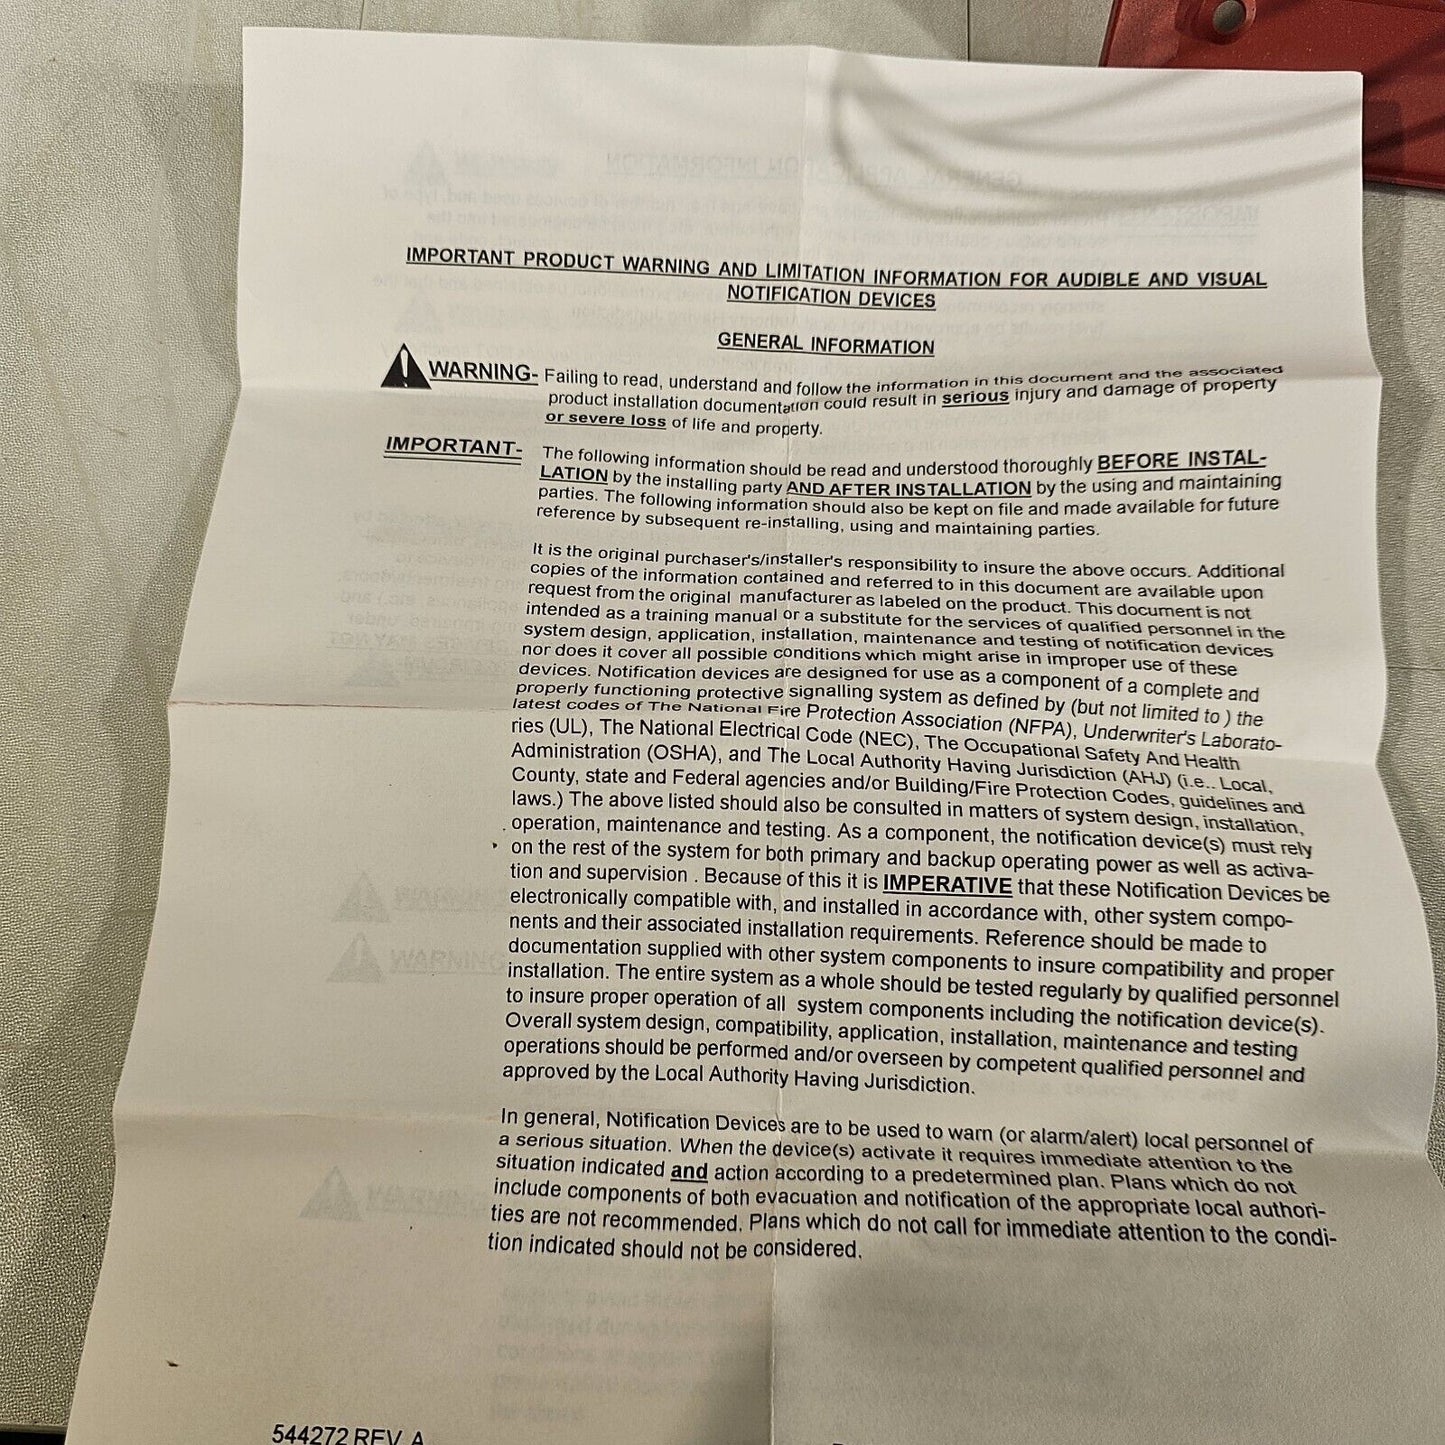 IMPORTANT PRODUCT WARNING AND LIMITATION INFORMATION FOR AUDIBLE AND VISUAL
NOTIFICATION DEVICES
GENERAL INFORMATION
WARNING- Failing to read, understand and follow the information in this document and the associated
product installation documentation could result in serious injury and damage of property
or severe loss of life and property.
IMPORTANT- The following information should be read and understood thoroughly BEFORE INSTAL-
LATION by the installing party AND AFTER INSTALLATION by the using and maintaining
parties. The following information should also be kept on file and made available for future
reference by subsequent re-installing, using and maintaining parties.
It is the original purchaser's/installer's responsibility to insure the above occurs. Additional
copies of the information contained and referred to in this document are available upon
request from the original manufacturer as labeled on the product. This document is not
intended as a training manual or a substitute for the services of qualified personnel in the
system design, application, installation, maintenance and testing of notification devices
nor does it cover all possible conditions which might arise in improper use of these
devices. Notification devices are designed for use as a component of a complete and
properly functioning protective signalling system as defined by (but not limited to ) the
latest codes of The National Fire Protection Association (NFPA), Underwriter's Laborato-
ries (UL), The National Electrical Code (NEC), The Occupational Safety And Health
Administration (OSHA), and The Local Authority Having Jurisdiction (AHJ) (i.e.. Local,
County, state and Federal agencies and/or Building/Fire Protection Codes, guidelines and
laws.) The above listed should also be consulted in matters of system design, installation,
operation, maintenance and testing. As a component, the notification device(s) must rely
on the rest of the system for both primary and backup operating power as well as activa-
tion and supervision . Because of this it is IMPERATIVE that these Notification Devices be
electronically compatible with, and installed in accordance with, other system compo-
nents and their associated installation requirements. Reference should be made to
documentation supplied with other system components to insure compatibility and proper
installation. The entire system as a whole should be tested regularly by qualified personnel
to insure proper operation of all system components including the notification device(s).
Overall system design, compatibility, application, installation, maintenance and testing
operations should be performed and/or overseen by competent qualified personnel and
approved by the Local Authority Having Jurisdiction.
In general, Notification Devices are to be used to warn (or alarm/alert) local personnel of
a serious situation. When the device(s) activate it requires immediate attention to the
situation indicated and action according to a predetermined plan. Plans which do not
include components of both evacuation and notification of the appropriate local authori-
ties are not recommended. Plans which do not call for immediate attention to the condi-
tion indicated should not be considered.
544272 REV A